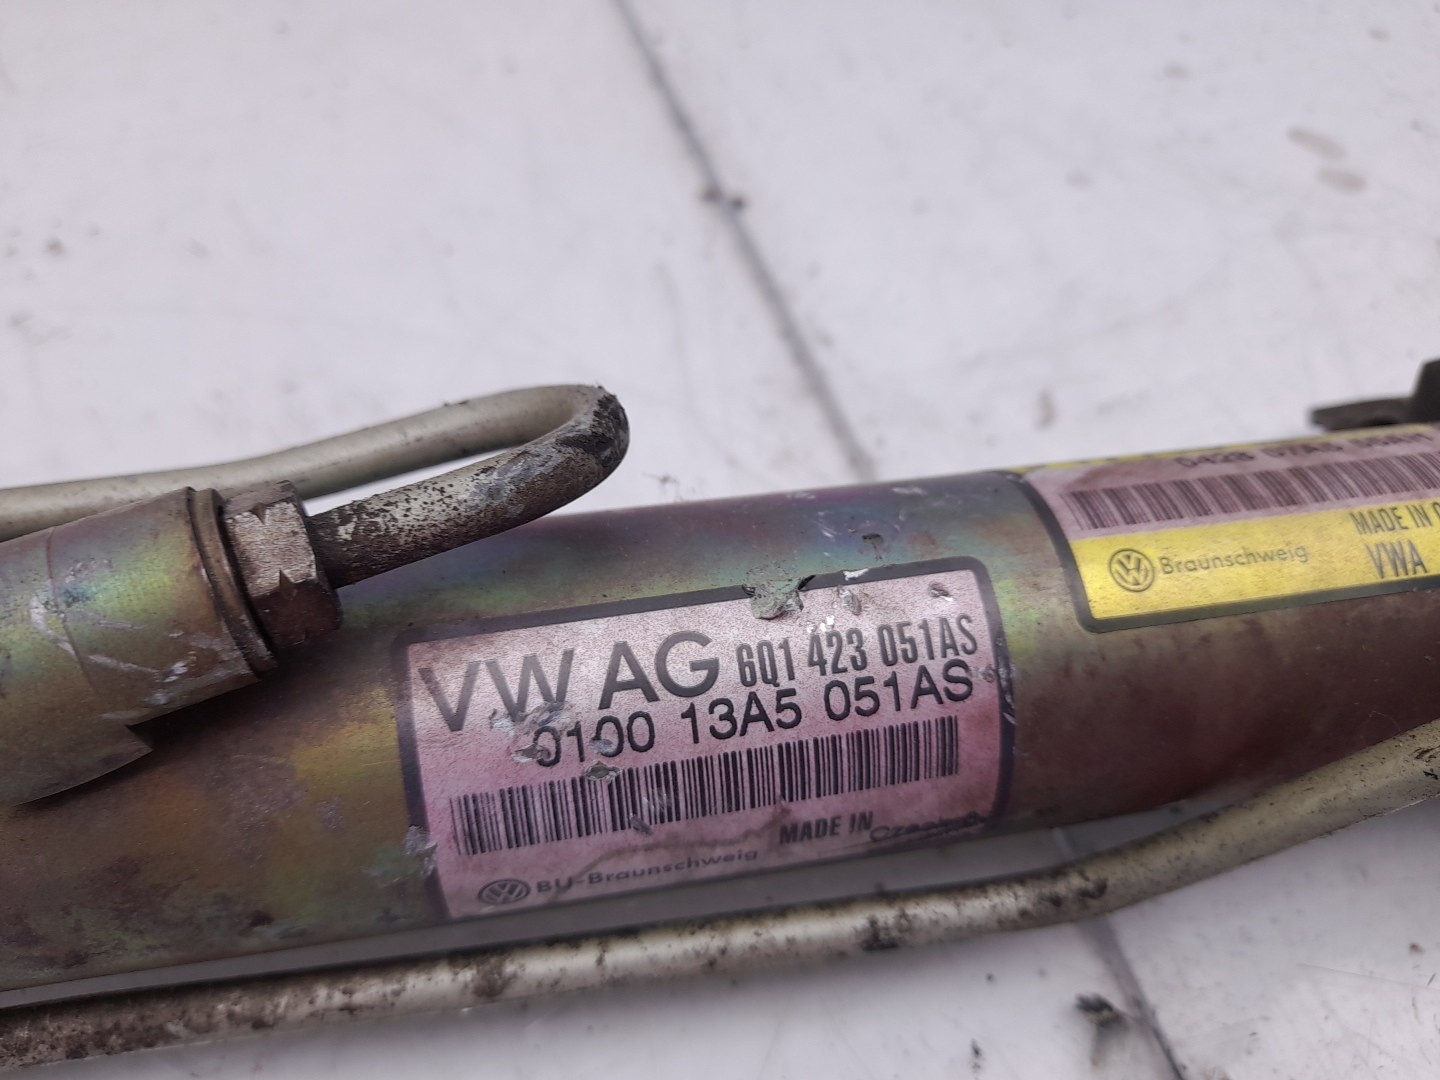 VW AG 6Q1 423 051AS
0100 13A5 051AS
MADE IN
BU-Braunschweig
MADE IN
Braunschweig
VWA